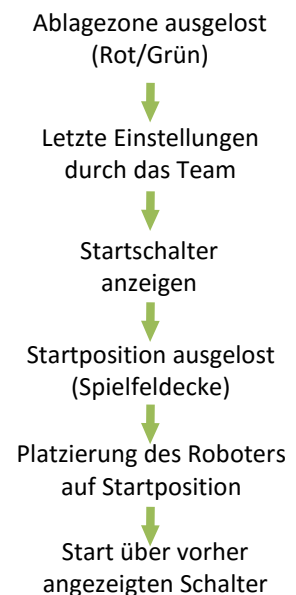 Ablagezone ausgelost
(Rot/Grün)
Letzte Einstellungen
durch das Team
Startschalter
anzeigen
Startposition ausgelost
(Spielfeldecke)
Platzierung des Roboters
auf Startposition
Start über vorher
angezeigten Schalter